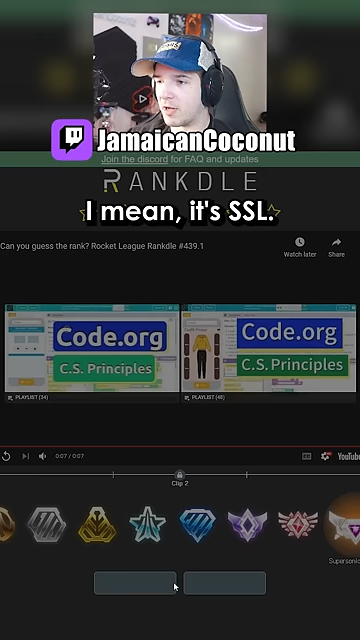 JamaicanCoconut
Join the discord for FAQ and updates
RANKDLE
I mean, it's SSL.
Can you guess the rank? Rocket League Rankdle #439.1
Watch later
Share
Code.org
C.S. Principles
PLAYLIST (34)
Code.org
C.S. Principles
PLAYLIST (48)
0:07 / 0:07
YouTube
Clip 2
Supersonic